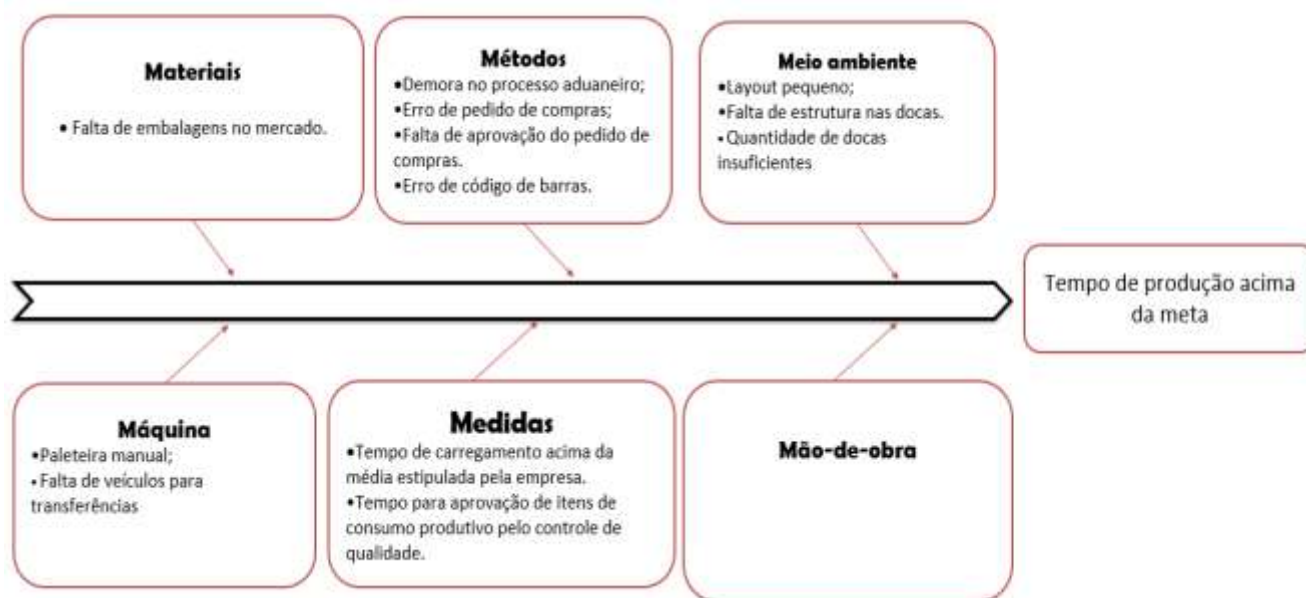 Materiais
• Falta de embalagens no mercado.
Métodos
•Demora no processo aduaneiro;
•Erro de pedido de compras;
•Falta de aprovação do pedido de
compras.
•Erro de código de barras.
Meio ambiente
•Layout pequeno;
•Falta de estrutura nas docas.
• Quantidade de docas
insuficientes
Tempo de produção acima
da meta
Máquina
•Paleteira manual;
• Falta de veículos para
transferências
Medidas
•Tempo de carregamento acima da
média estipulada pela empresa.
•Tempo para aprovação de itens de
consumo produtivo pelo controle de
qualidade.
Mão-de-obra